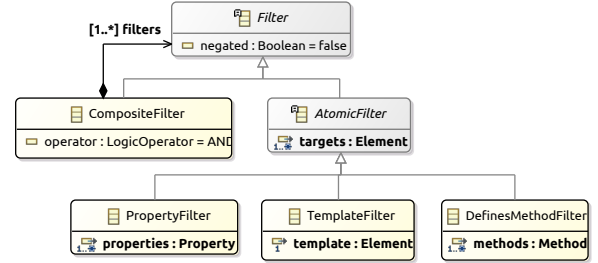 Filter
[1..*] filters
negated : Boolean = false
CompositeFilter
AtomicFilter
operator : LogicOperator = AND
1..* targets : Element
PropertyFilter
TemplateFilter
DefinesMethodFilter
1..* properties : Property
1 template : Element
1..* methods : Method